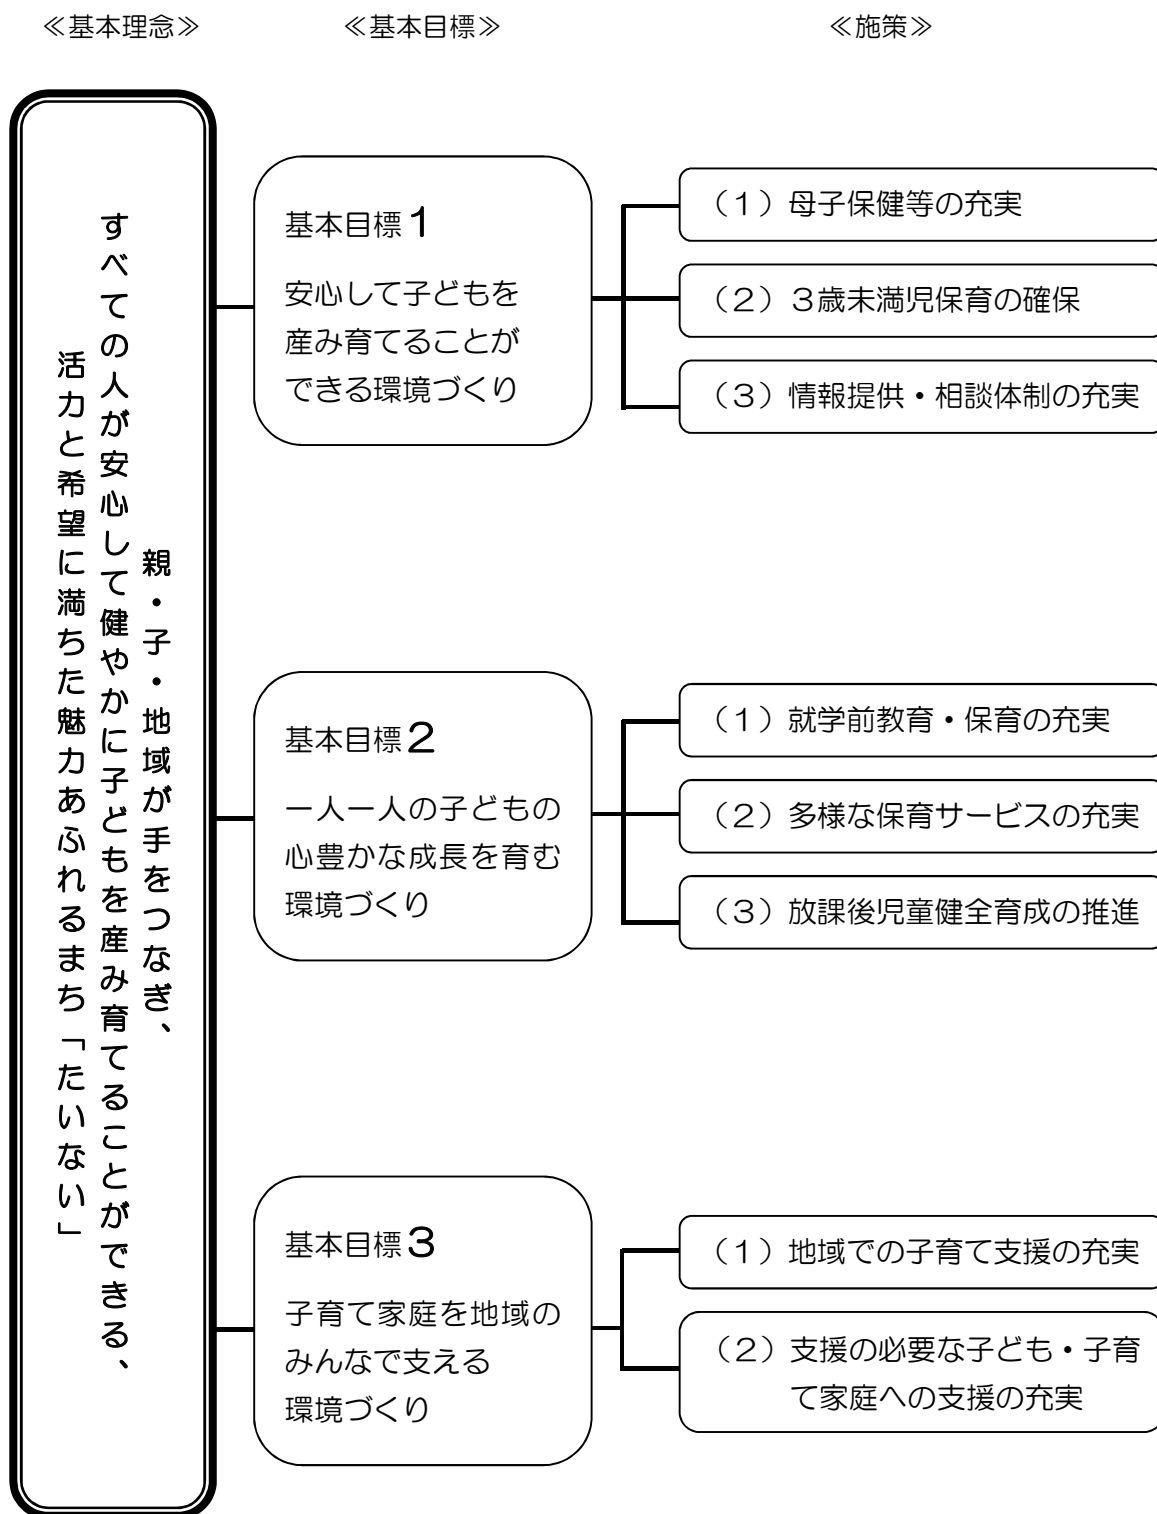 ≪基本理念≫
≪基本目標≫
≪施策≫
親・子・地域が手をつなぎ、
すべての人が安心して健やかに子どもを産み育てることができる、
活力と希望に満ちた魅力あふれるまち「たいない」
基本目標1
安心して子どもを
産み育てることが
できる環境づくり
（1）母子保健等の充実
（2）3歳未満児保育の確保
（3）情報提供・相談体制の充実
基本目標2
一人一人の子どもの
心豊かな成長を育む
環境づくり
（1）就学前教育・保育の充実
（2）多様な保育サービスの充実
（3）放課後児童健全育成の推進
基本目標3
子育て家庭を地域の
みんなで支える
環境づくり
（1）地域での子育て支援の充実
（2）支援の必要な子ども・子育
て家庭への支援の充実